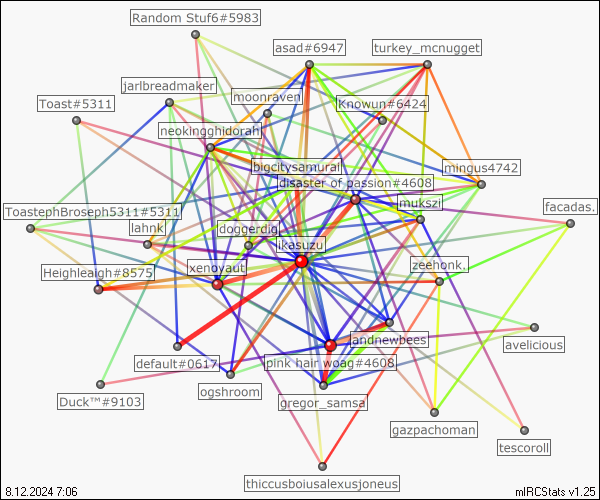 Random Stuf6#5983
asad#6947
turkey_mcnugget
jarlbreadmaker
moonraven
Toast#5311
Knowun#6424
neokingghidorah
bigcitysamurai
mingus4742
disaster of passion#4608
mukszi
ToastephBroseph5311#5311
facadas.
lahnk
doggerdig
ikasuzu
xenoyaut
zeehonk.
Heighleaigh#8575
landnewbees
avelicious
default#0617
pink hair woag#4608
ogshroom
Duck™#9103
gregor_samsa
gazpachoman
tescoroll
thiccusboiusalexusjoneus
8.12.2024 7:06
mIRCStats v1.25